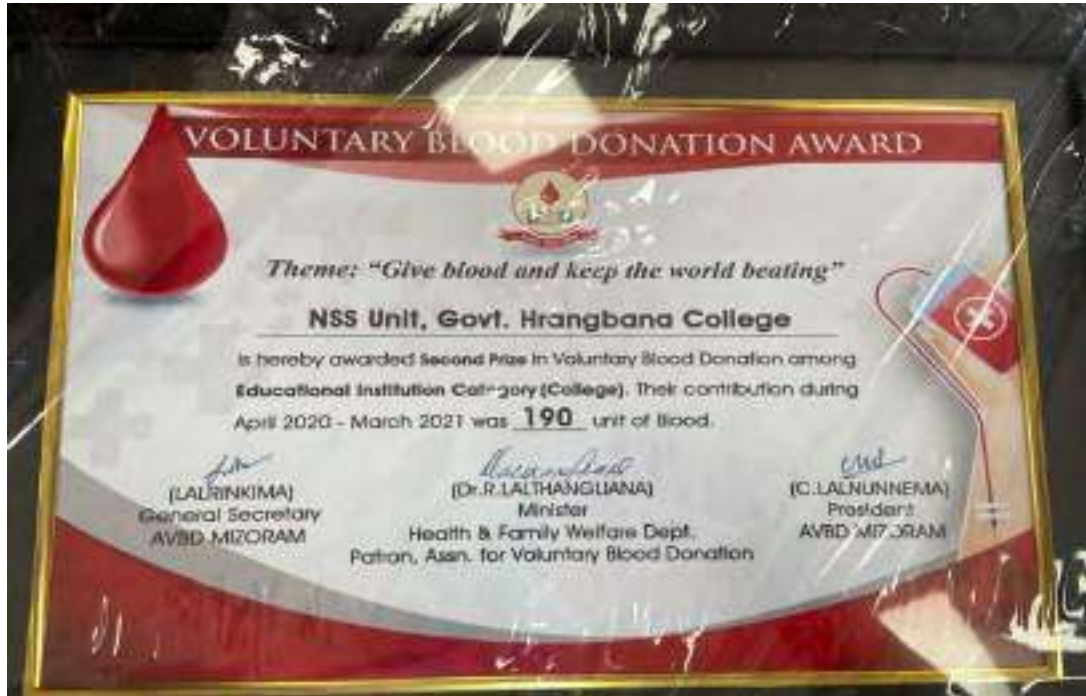 VOLUNTARY BLOOD DONATION AWARD
Theme: "Give blood and keep the world beating"
NSS Unit, Govt. Hrangbana College
is hereby awarded Second Prize in Voluntary Blood Donation among
Educational Institution Category (College). Their contribution during
April 2020 - March 2021 was 190 unit of Blood.
(LALRINKIMA)
General Secretary
AVBD MIZORAM
(Dr.R.LALTHANGLIANA)
Minister
Health & Family Welfare Dept.
Patron, Assn. for Voluntary Blood Donation
(C.LALNUNNEMA)
President
AVBD MIZORAM